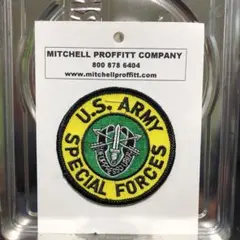 MITCHELL PROFFITT COMPANY
800 878 6404
www.mitchellproffitt.com
U.S. ARMY
SPECIAL FORCES